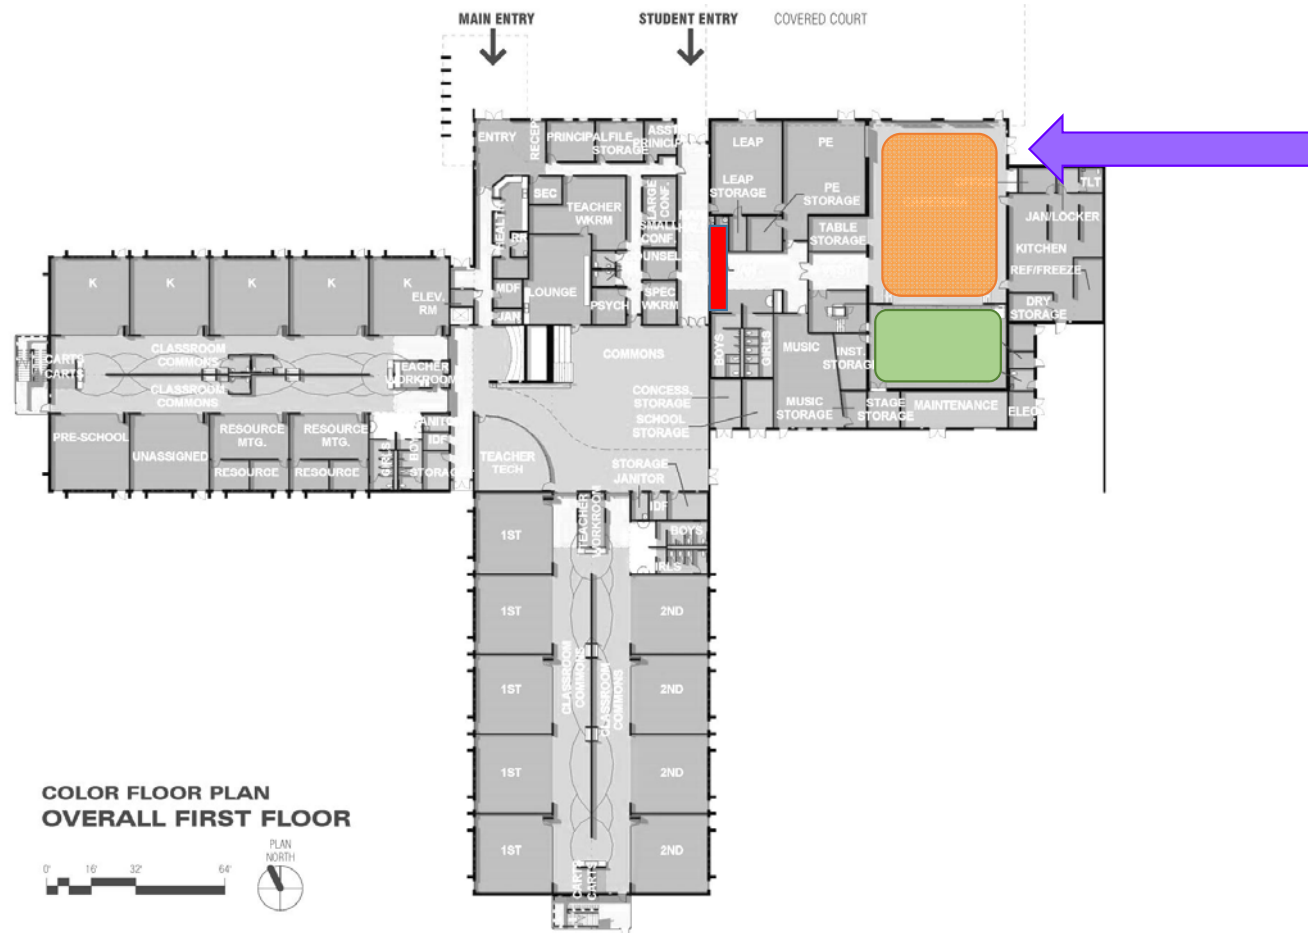 MAIN ENTRY
STUDENT ENTRY
COVERED COURT
ENTRY
RECEP
PRINCIPAL
FILE
STORAGE
ASST
PRINCIP
LEAP
PE
LEAP
STORAGE
PE
STORAGE
TLT
SEC
TEACHER
WKRM
LARGE
CONF.
SMALL
CONF.
TABLE
STORAGE
JAN/LOCKER
KITCHEN
HEALTH
RR
COUNSELOR
REF/FREEZE
K
K
K
K
K
ELEV.
RM
MDF
JAN
LOUNGE
PSYCH
SPEC
WKRM
DRY
STORAGE
CARTS
CARTS
CLASSROOM
COMMONS
CLASSROOM
COMMONS
TEACHER
WORKROOM
COMMONS
BOYS
GIRLS
MUSIC
INST.
STORAGE
CONCESS.
STORAGE
SCHOOL
STORAGE
MUSIC
STORAGE
STAGE
STORAGE
MAINTENANCE
ELEC
PRE-SCHOOL
UNASSIGNED
RESOURCE
MTG.
RESOURCE
MTG.
RESOURCE
RESOURCE
GIRLS
BOY
IDF
STORAG
TEACHER
TECH
STORAGE
JANITOR
IDF
TEACHER
WORKROOM
BOYS
IRLS
1ST
1ST
2ND
1ST
2ND
1ST
2ND
1ST
2ND
CLASSROOM
COMMONS
CLASSROOM
COMMONS
CARTS
CARTS
COLOR FLOOR PLAN
OVERALL FIRST FLOOR
0' 16' 32' 64'
PLAN
NORTH